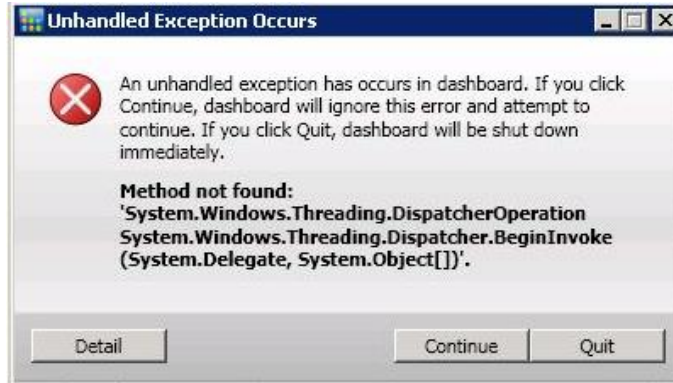 Unhandled Exception Occurs
An unhandled exception has occurs in dashboard. If you click
Continue, dashboard will ignore this error and attempt to
continue. If you click Quit, dashboard will be shut down
immediately.
Method not found:
'System.Windows.Threading.DispatcherOperation
System.Windows.Threading.Dispatcher.BeginInvoke
(System.Delegate, System.Object[])'.
Detail
Continue
Quit